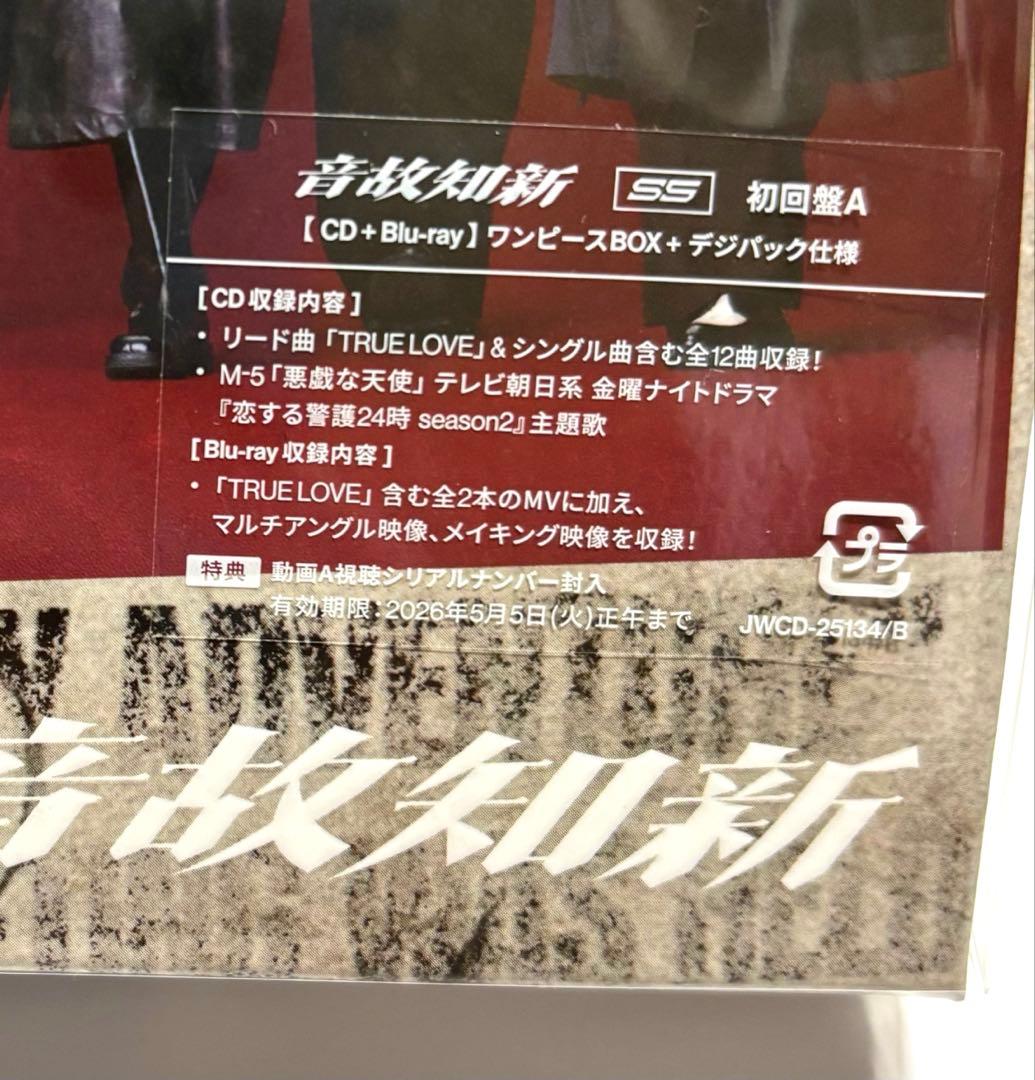 音故知新 SS 初回盤A
【CD+Blu-ray】ワンピースBOX+デジパック仕様
[CD収録内容]
・リード曲「TRUE LOVE」&シングル曲含む全12曲収録!
・M-5「悪戯な天使」テレビ朝日系 金曜ナイトドラマ
『恋する警護24時 season2』主題歌
[Blu-ray収録内容]
・「TRUE LOVE」含む全2本のMVに加え、
マルチアングル映像、メイキング映像を収録!
特典 動画A視聴シリアルナンバー封入
有効期限:2026年5月5日(火)正午まで
プラ
JWCD-25134/B
音故知新